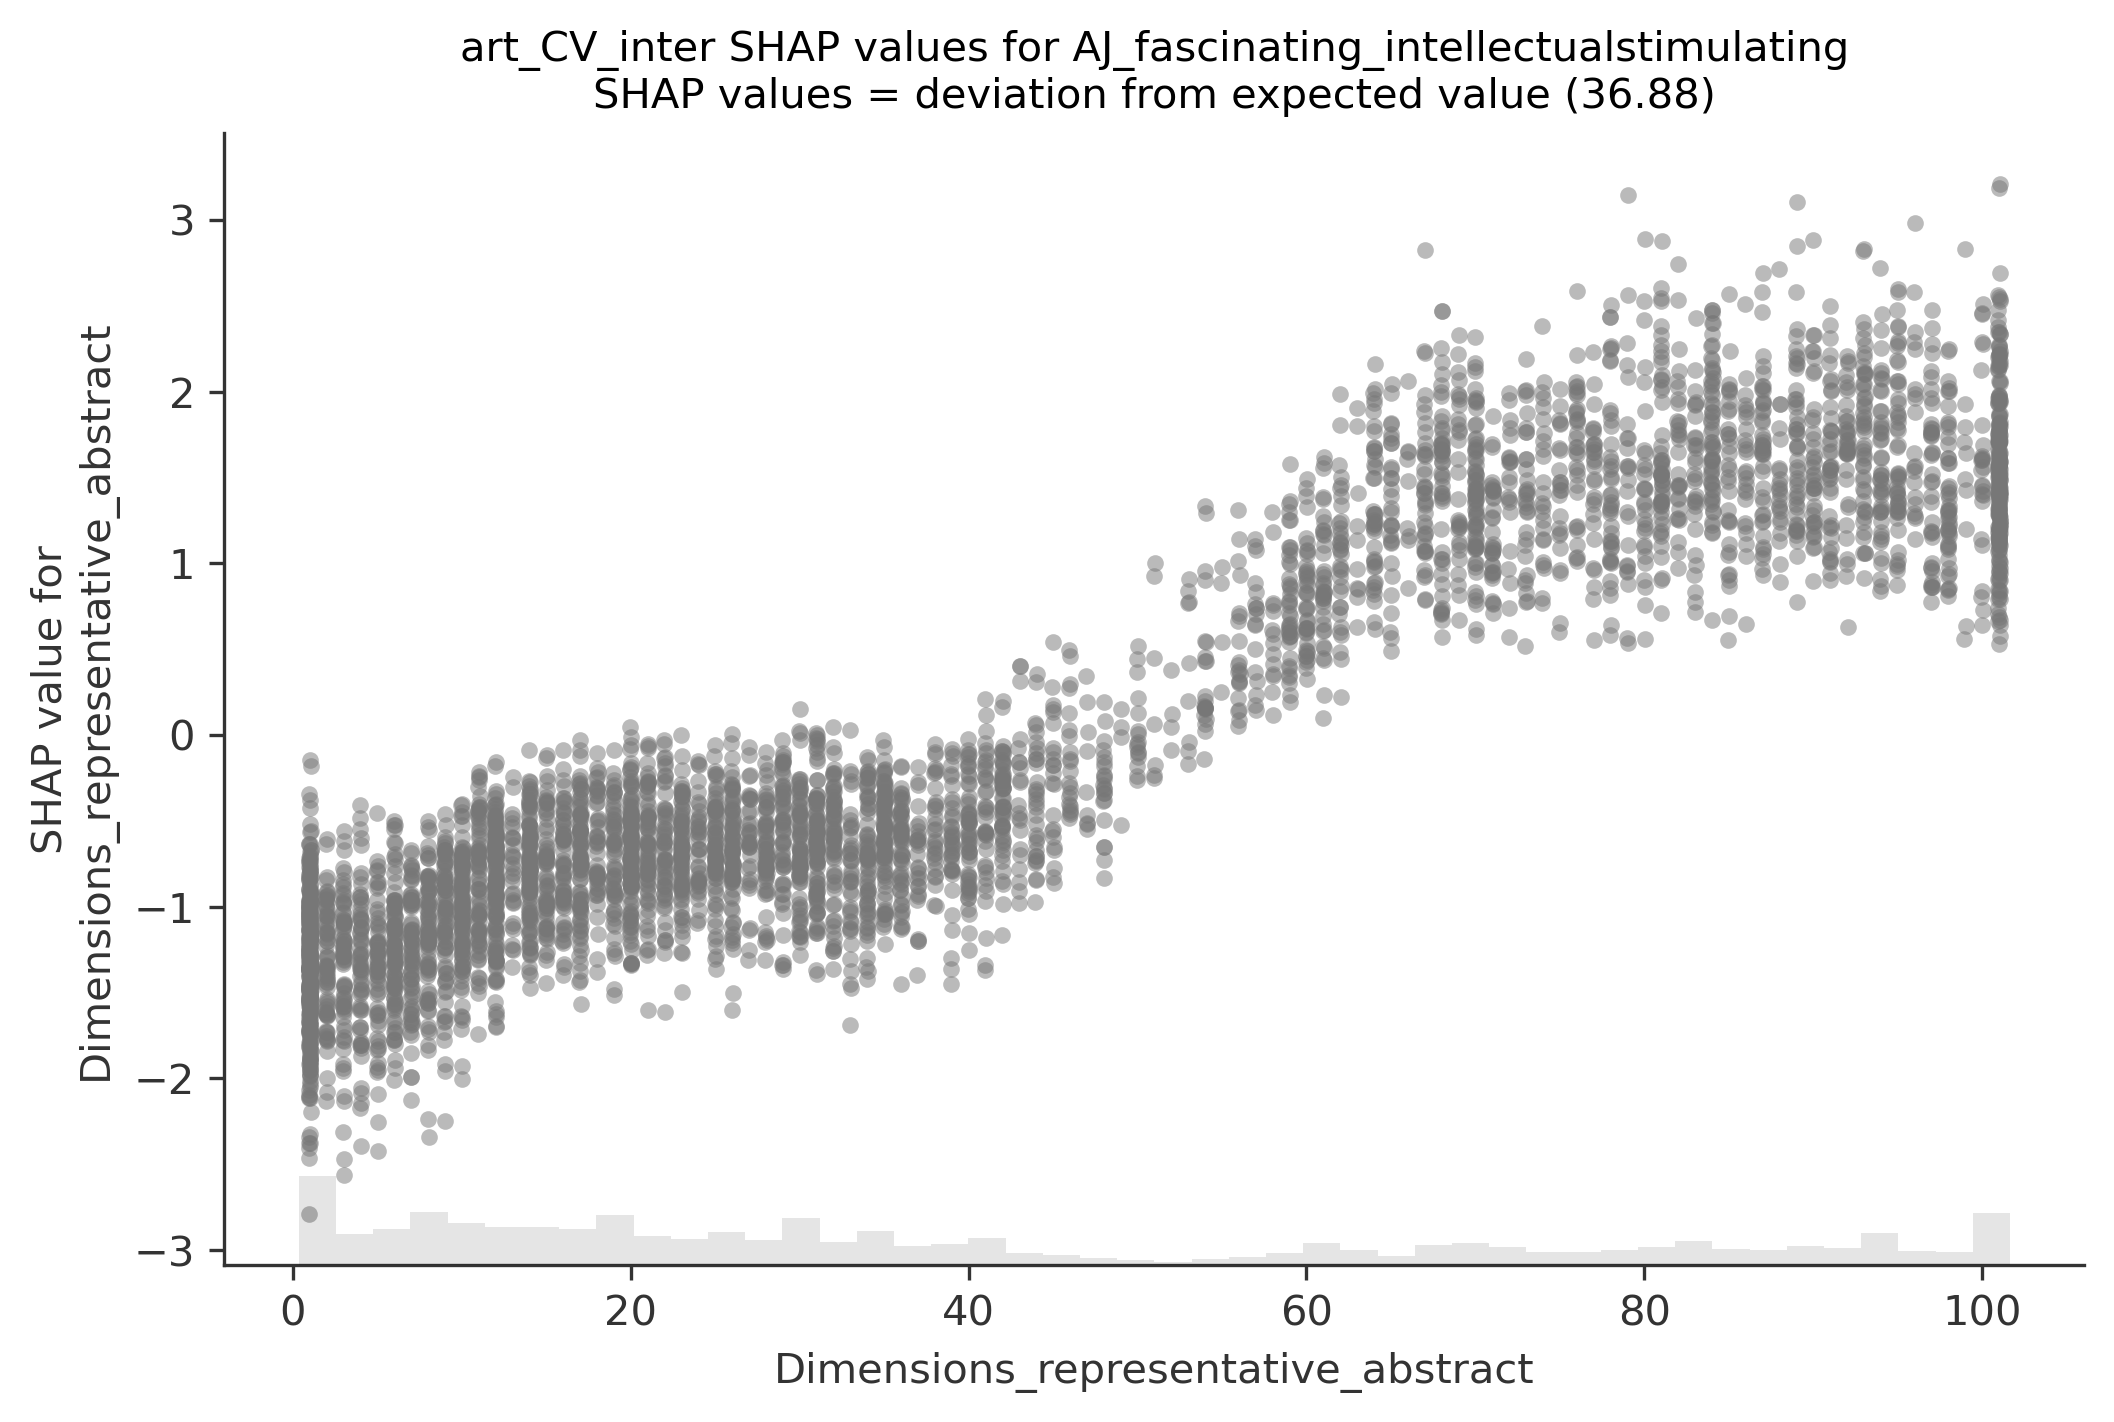 art_CV_inter SHAP values for AJ_fascinating_intellectualstimulating
SHAP values = deviation from expected value (36.88)
SHAP value for
Dimensions_representative_abstract
3
2
1
0
−1
−2
−3
0
20
40
60
80
100
Dimensions_representative_abstract